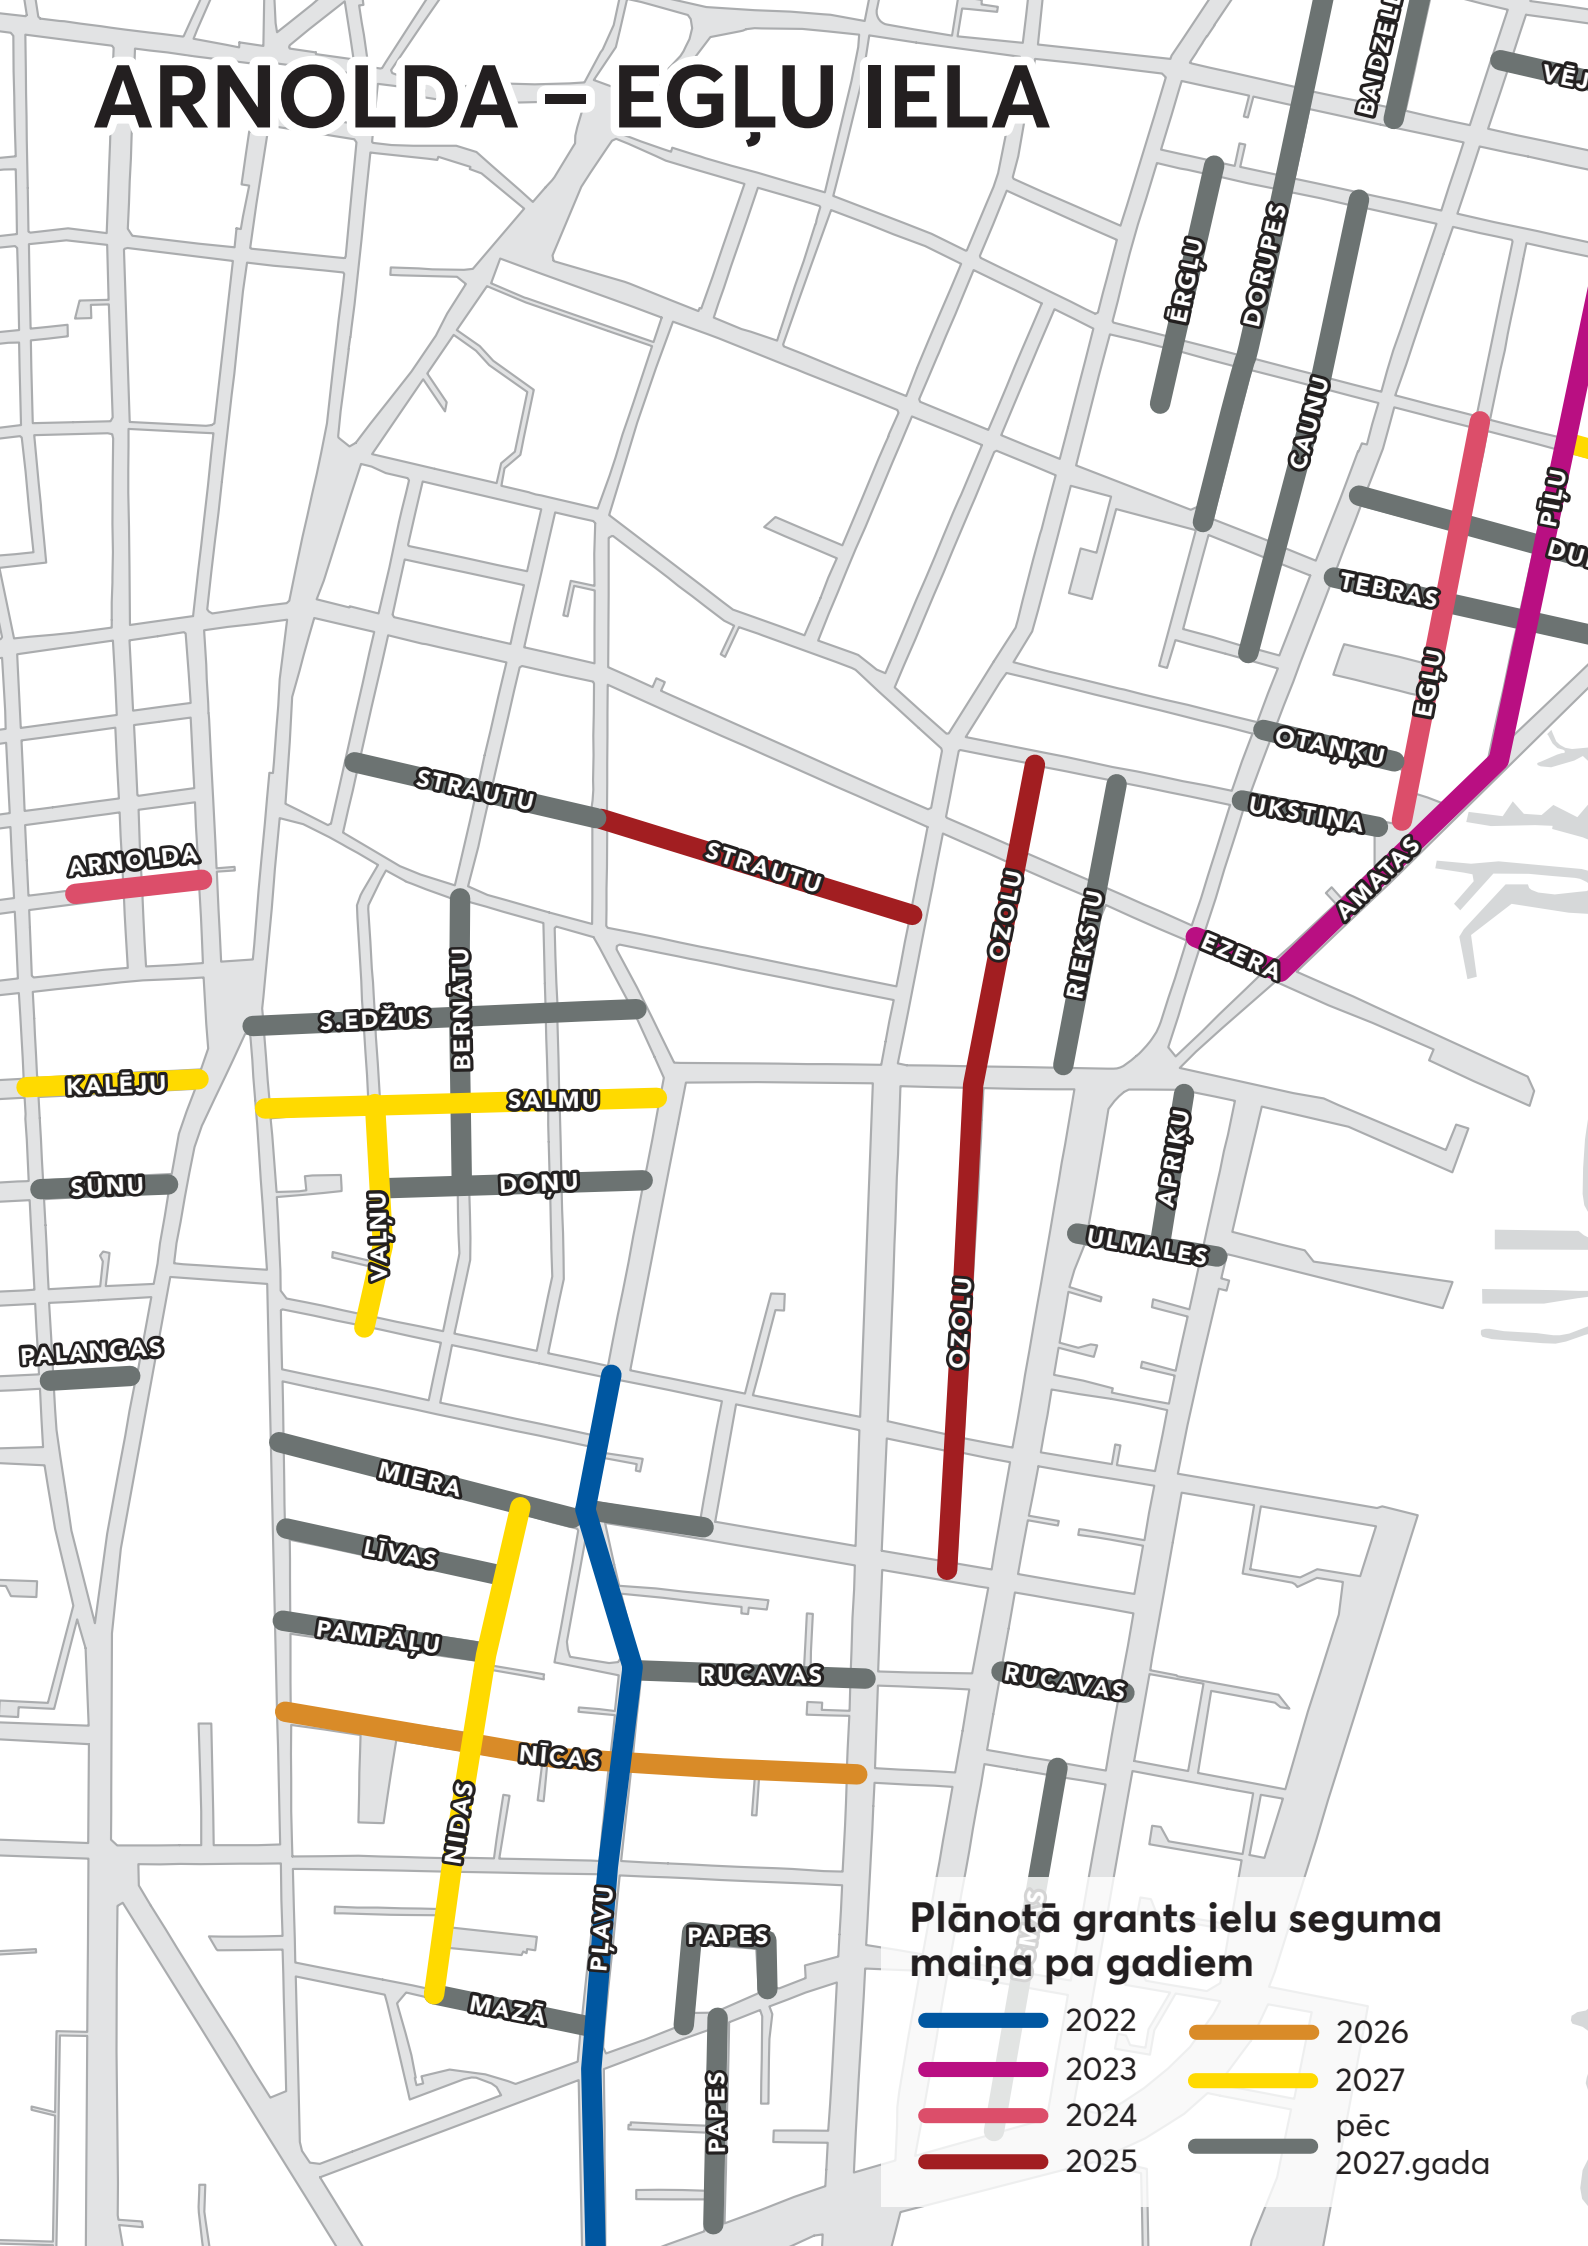 ARNOLDA – EGĻU IELA
BAIDZEL
VĒJ
ĒRGĻU
DORUPES
CAUNU
PĪĻU
DU
TEBRAS
EGĻU
OTAŅĶU
UKSTIŅA
STRAUTU
STRAUTU
ARNOLDA
OZOLU
RIEKSTU
AMATAS
EZERA
BERNĀTU
S.EDŽUS
KALĒJU
SALMU
SŪNU
DOŅU
VAĻŅU
APRIĶU
ULMALES
OZOLU
PALANGAS
MIERA
LĪVAS
PAMPĀĻU
RUCAVAS
RUCAVAS
NĪCAS
NIDAS
PĻAVU
PAPES
MAZĀ
PAPES
Plānotā grants ielu seguma
maiņa pa gadiem
2022
2023
2024
2025
2026
2027
pēc
2027.gada